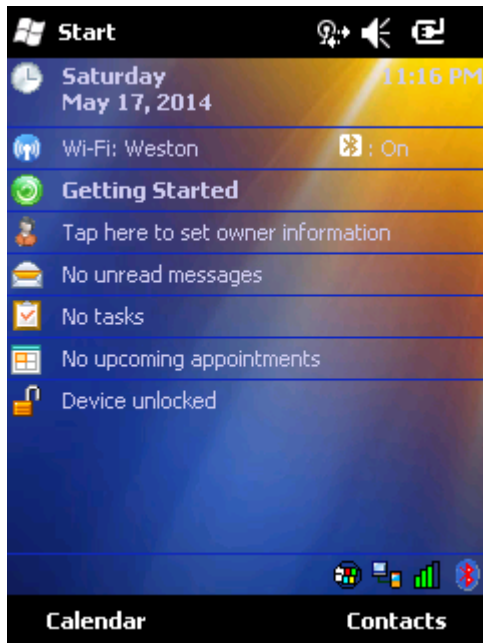 Start
Saturday 11:16 PM
May 17, 2014
Wi-Fi: Weston : On
Getting Started
Tap here to set owner information
No unread messages
No tasks
No upcoming appointments
Device unlocked
Calendar Contacts